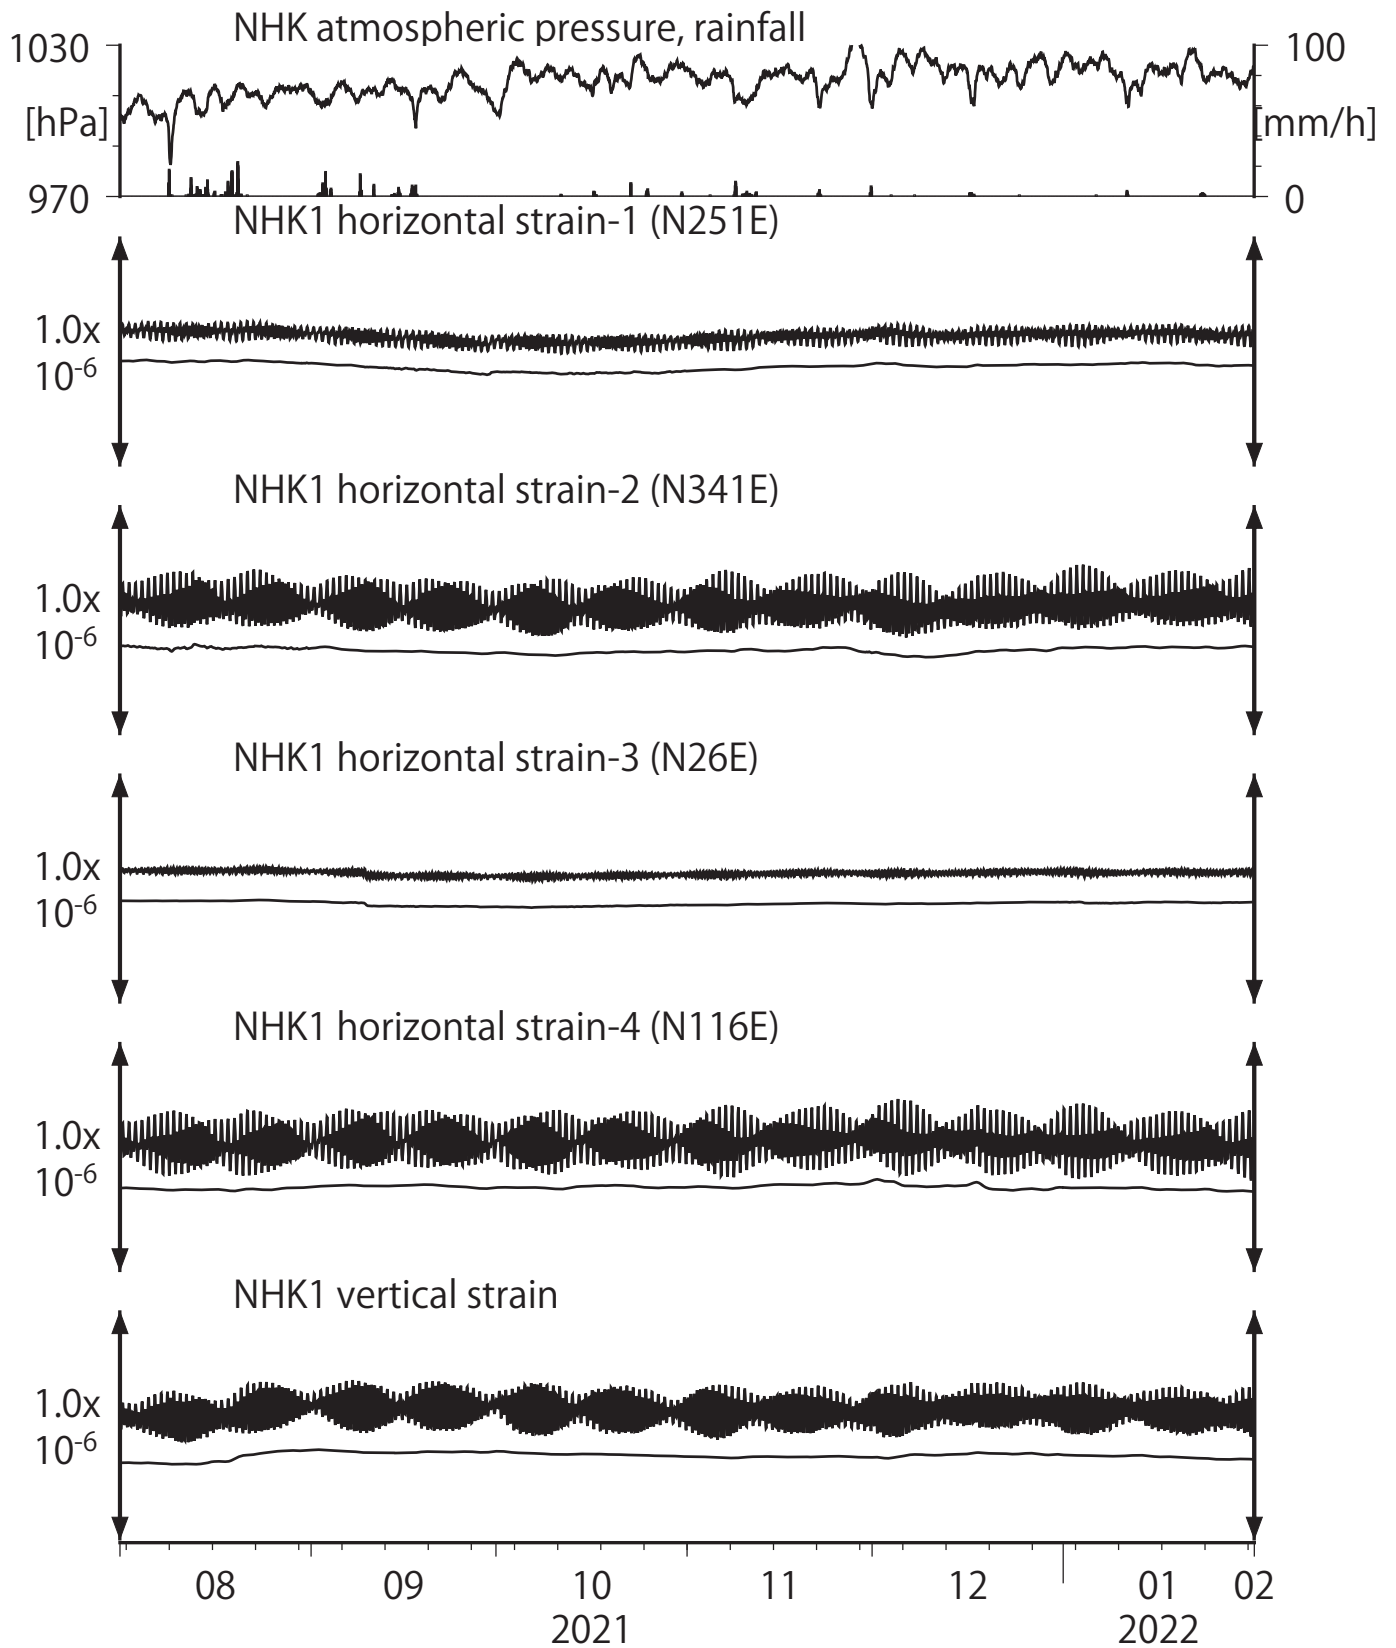 NHK atmospheric pressure, rainfall
1030 100
[hPa] [mm/h]
970 0
NHK1 horizontal strain-1 (N251E)
1.0x
10-6
NHK1 horizontal strain-2 (N341E)
1.0x
10-6
NHK1 horizontal strain-3 (N26E)
1.0x
10-6
NHK1 horizontal strain-4 (N116E)
1.0x
10-6
NHK1 vertical strain
1.0x
10-6
08 09 10 11 12 01 02
2021 2022